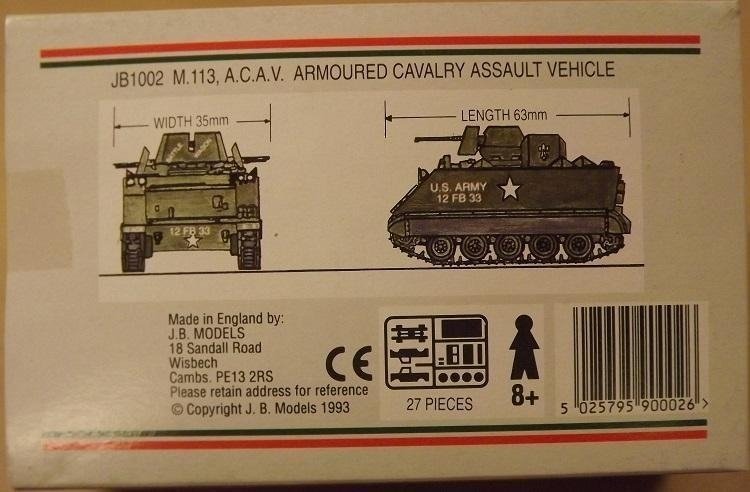 JB1002 M.113, A.C.A.V. ARMOURED CAVALRY ASSAULT VEHICLE
WIDTH 35mm
LENGTH 63mm
U.S. ARMY
12 FB 33
12 FB 33
Made in England by:
J.B. MODELS
18 Sandall Road
Wisbech
Cambs. PE13 2RS
Please retain address for reference
© Copyright J. B. Models 1993
CE
27 PIECES
8+
5 025795 900026 >